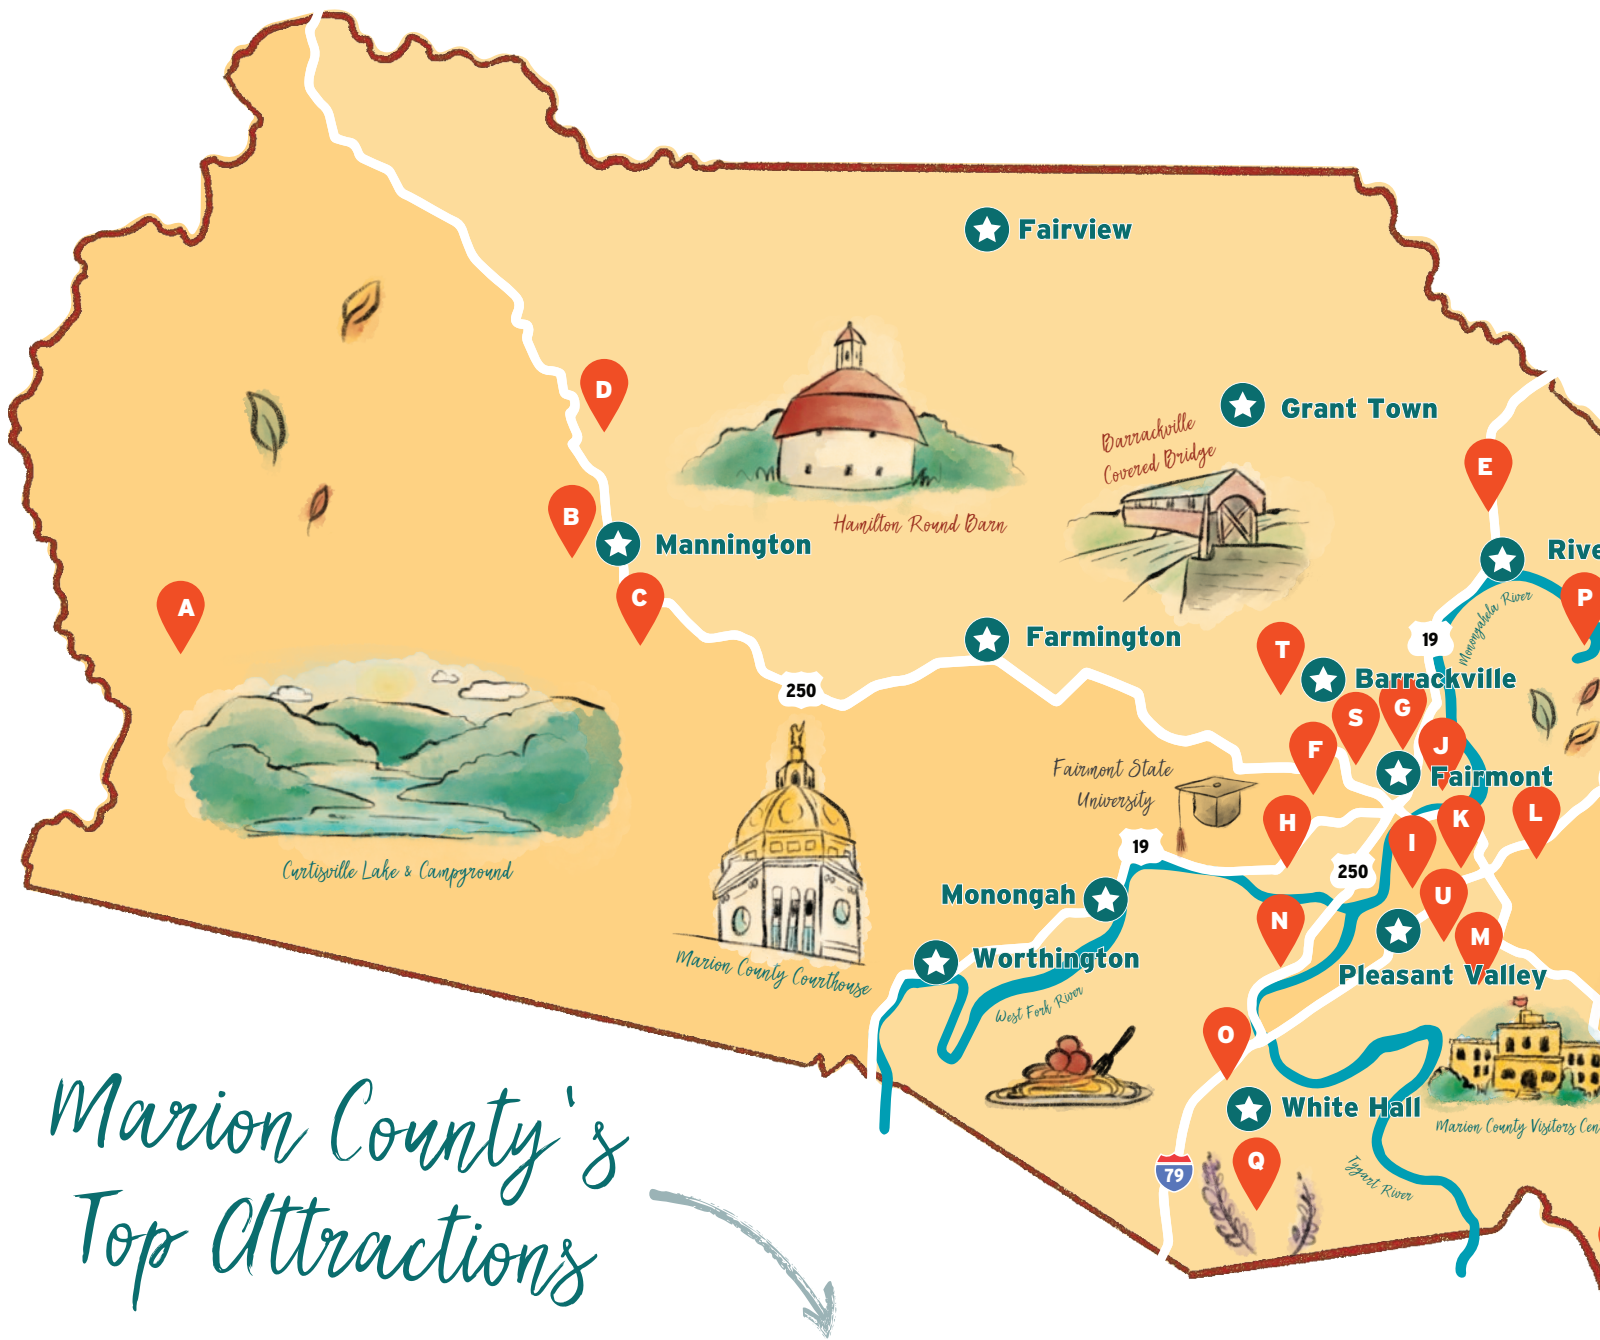 Fairview
D
Grant Town
Barrackville
Covered Bridge
E
Hamilton Round Barn
B
Mannington
Rive
A
C
P
Monongahela River
19
Farmington
T
Barrackville
250
S
G
F
J
Fairmont State
University
Fairmont
H
K
L
I
19
250
Curtisville Lake & Campground
Monongah
U
N
M
Worthington
Marion County Courthouse
Pleasant Valley
West Fork River
O
White Hall
Marion County Visitors Cen
Marion County's
Top Attractions
Q
79
Tygart River